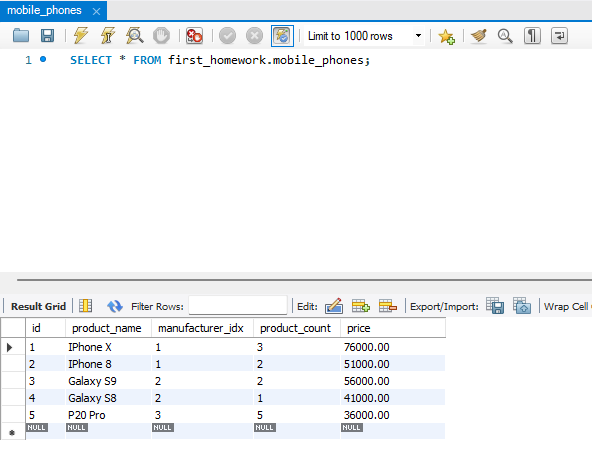 mobile_phones
Limit to 1000 rows
1 SELECT * FROM first_homework.mobile_phones;
Result Grid Filter Rows: Edit: Export/Import: Wrap Cell
id product_name manufacturer_idx product_count price
1 IPhone X 1 3 76000.00
2 IPhone 8 1 2 51000.00
3 Galaxy S9 2 2 56000.00
4 Galaxy S8 2 1 41000.00
5 P20 Pro 3 5 36000.00
NULL NULL NULL NULL NULL